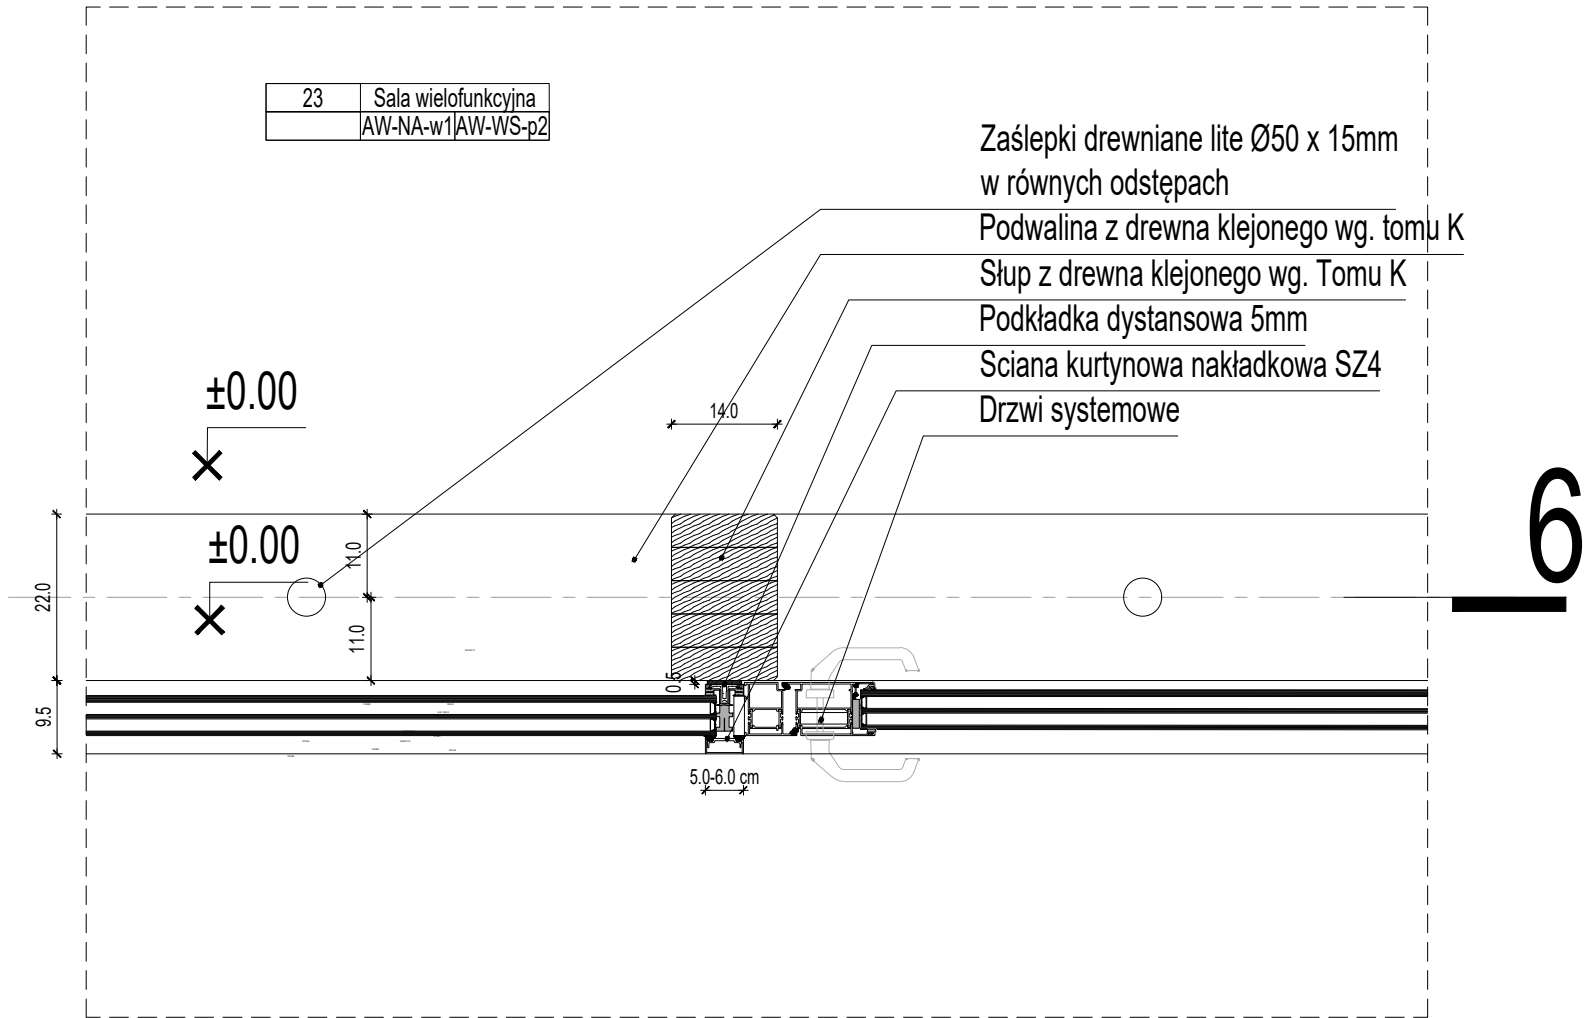 23 Sala wielofunkcyjna
AW-NA-w1 AW-WS-p2
Zaślepki drewniane lite Ø50 x 15mm
w równych odstępach
Podwalina z drewna klejonego wg. tomu K
Słup z drewna klejonego wg. Tomu K
Podkładka dystansowa 5mm
Sciana kurtynowa nakładkowa SZ4
Drzwi systemowe
±0.00
14.0
±0.00
11.0
6
22.0
11.0
0.5
9.5
5.0-6.0 cm